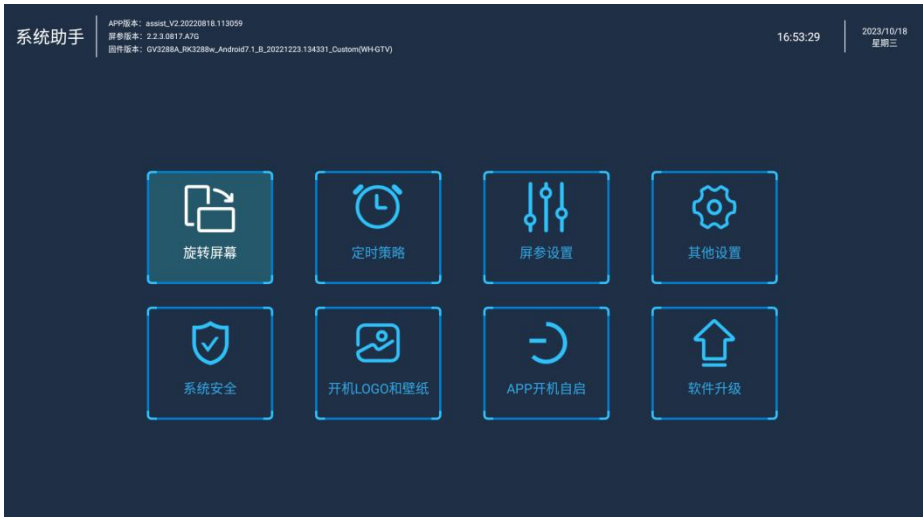 系统助手
APP版本：assist_V2.20220818.113059
屏参版本：2.2.3.0817.A7G
固件版本：GV3288A_RK3288w_Android7.1_B_20221223.134331_Custom(WH-GTV)
16:53:29
2023/10/18
星期三
旋转屏幕
定时策略
屏参设置
其他设置
系统安全
开机LOGO和壁纸
APP开机自启
软件升级